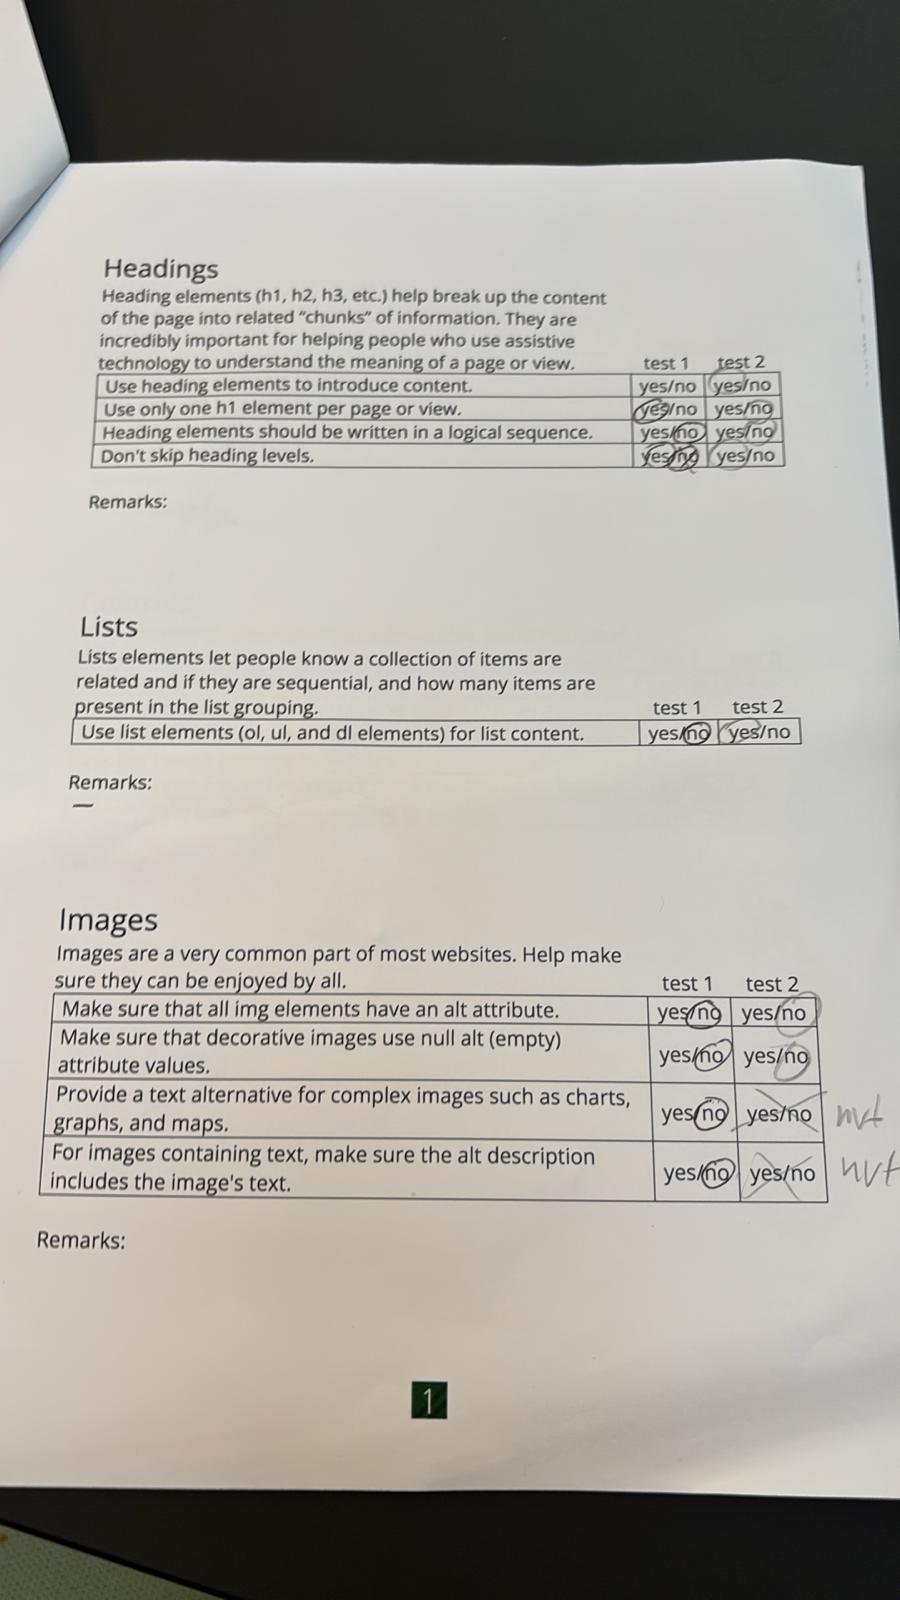 Headings
Heading elements (h1, h2, h3, etc.) help break up the content
of the page into related “chunks” of information. They are
incredibly important for helping people who use assistive
technology to understand the meaning of a page or view. test 1 test 2
Use heading elements to introduce content. yes/no yes/no
Use only one h1 element per page or view. yes/no yes/no
Heading elements should be written in a logical sequence. yes/no yes/no
Don't skip heading levels. yes/no yes/no
Remarks:
Lists
Lists elements let people know a collection of items are
related and if they are sequential, and how many items are
present in the list grouping. test 1 test 2
Use list elements (ol, ul, and dl elements) for list content. yes/no yes/no
Remarks:
—
Images
Images are a very common part of most websites. Help make
sure they can be enjoyed by all. test 1 test 2
Make sure that all img elements have an alt attribute. yes/no yes/no
Make sure that decorative images use null alt (empty)
attribute values. yes/no yes/no
Provide a text alternative for complex images such as charts,
graphs, and maps. yes/no yes/no nvt
For images containing text, make sure the alt description
includes the image's text. yes/no yes/no nvt
Remarks:
1